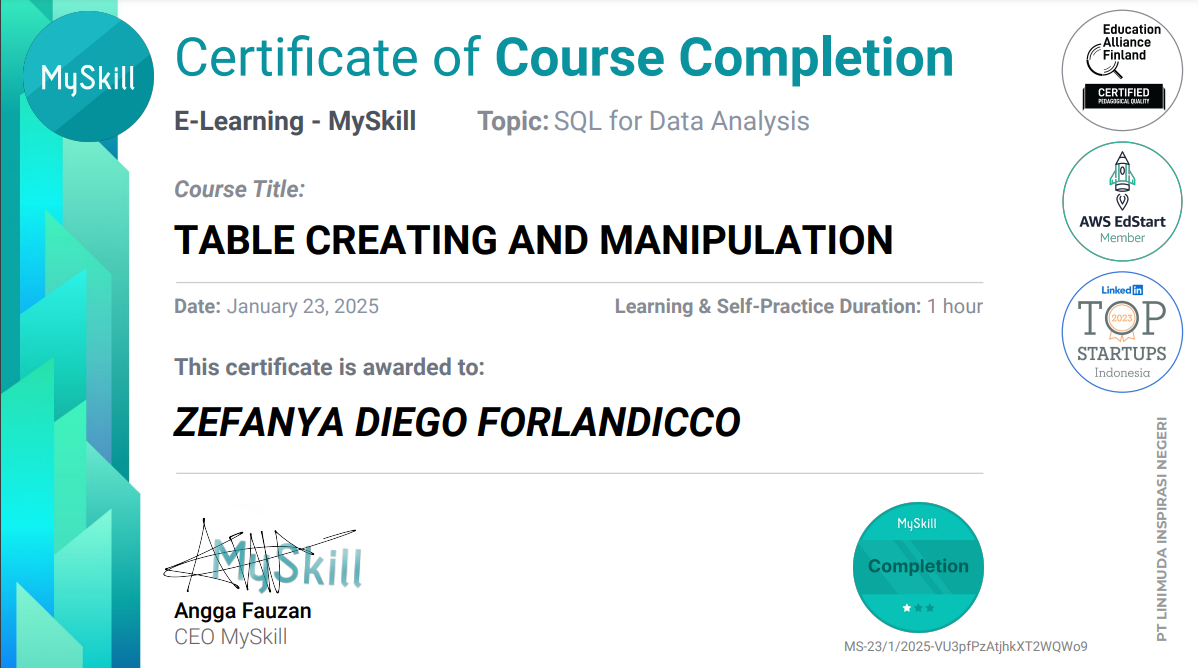 MySkill
Certificate of Course Completion
E-Learning - MySkill
Topic: SQL for Data Analysis
Course Title:
TABLE CREATING AND MANIPULATION
Date: January 23, 2025
Learning & Self-Practice Duration: 1 hour
This certificate is awarded to:
ZEFANYA DIEGO FORLANDICCO
MySkill
Angga Fauzan
CEO MySkill
MySkill
Completion
MS-23/1/2025-VU3pfPzAtjhkXT2WQWo9
Education
Alliance
Finland
CERTIFIED
PEDAGOGICAL QUALITY
AWS EdStart
Member
LinkedIn
TOP
2023
STARTUPS
Indonesia
PT LINIMUDA INSPIRASI NEGERI